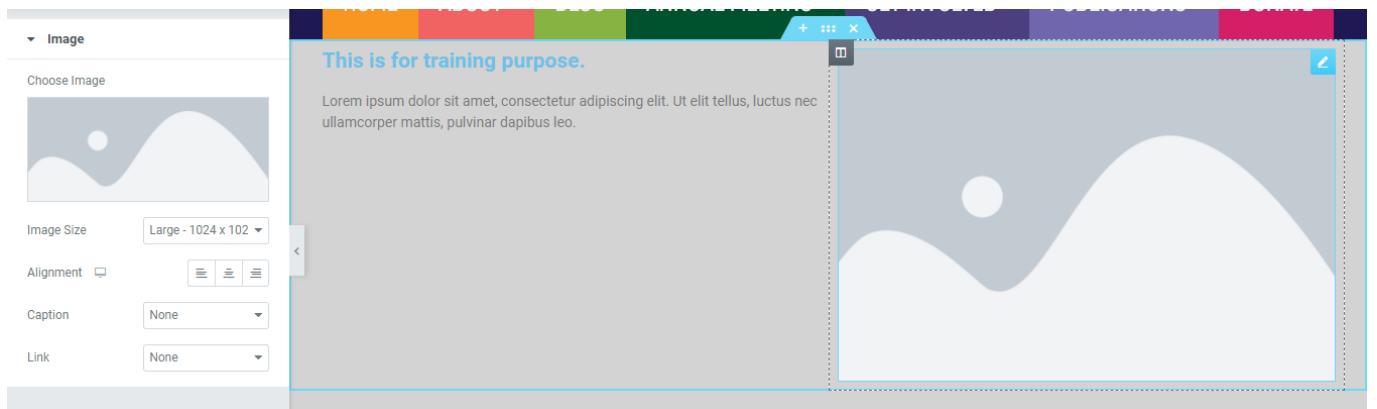 Image
Choose Image
Image Size
Large - 1024 x 102
Alignment
Caption
None
Link
None
This is for training purpose.
Lorem ipsum dolor sit amet, consectetur adipiscing elit. Ut elit tellus, luctus nec
ullamcorper mattis, pulvinar dapibus leo.